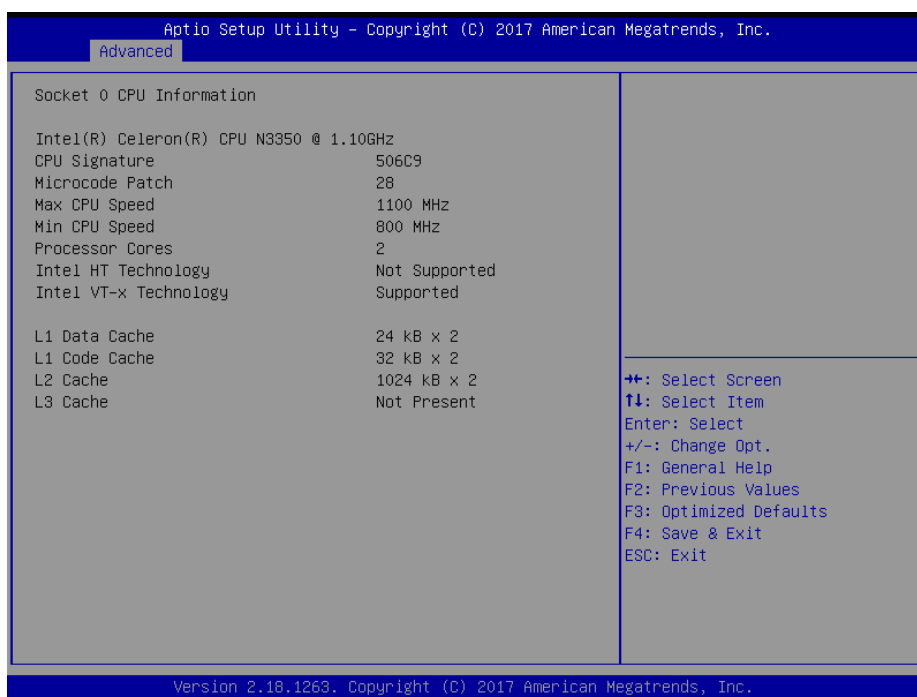 Aptio Setup Utility – Copyright (C) 2017 American Megatrends, Inc.
Advanced
Socket 0 CPU Information
Intel(R) Celeron(R) CPU N3350 @ 1.10GHz
CPU Signature 506C9
Microcode Patch 28
Max CPU Speed 1100 MHz
Min CPU Speed 800 MHz
Processor Cores 2
Intel HT Technology Not Supported
Intel VT-x Technology Supported
L1 Data Cache 24 kB x 2
L1 Code Cache 32 kB x 2
L2 Cache 1024 kB x 2
L3 Cache Not Present
→←: Select Screen
↑↓: Select Item
Enter: Select
+/-: Change Opt.
F1: General Help
F2: Previous Values
F3: Optimized Defaults
F4: Save & Exit
ESC: Exit
Version 2.18.1263. Copyright (C) 2017 American Megatrends, Inc.